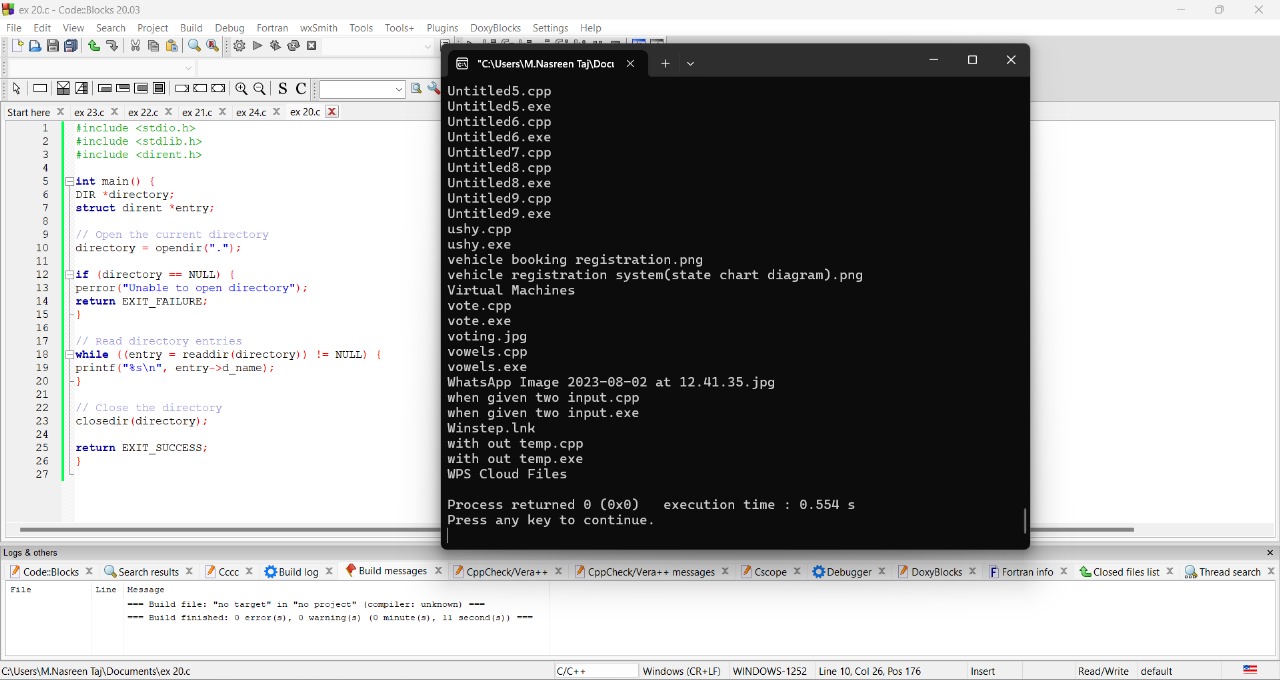 ex 20.c - Code::Blocks 20.03
File Edit View Search Project Build Debug Fortran wxSmith Tools Tools+ Plugins DoxyBlocks Settings Help
S C
Start here ex 23.c ex 22.c ex 21.c ex 24.c ex 20.c
1 #include <stdio.h>
2 #include <stdlib.h>
3 #include <dirent.h>
4
5 int main() {
6 DIR *directory;
7 struct dirent *entry;
8
9 // Open the current directory
10 directory = opendir(".");
11
12 if (directory == NULL) {
13 perror("Unable to open directory");
14 return EXIT_FAILURE;
15 }
16
17 // Read directory entries
18 while ((entry = readdir(directory)) != NULL) {
19 printf("%s\n", entry->d_name);
20 }
21
22 // Close the directory
23 closedir(directory);
24
25 return EXIT_SUCCESS;
26 }
27
"C:\Users\M.Nasreen Taj\Docu
Untitled5.cpp
Untitled5.exe
Untitled6.cpp
Untitled6.exe
Untitled7.cpp
Untitled8.cpp
Untitled8.exe
Untitled9.cpp
Untitled9.exe
ushy.cpp
ushy.exe
vehicle booking registration.png
vehicle registration system(state chart diagram).png
Virtual Machines
vote.cpp
vote.exe
voting.jpg
vowels.cpp
vowels.exe
WhatsApp Image 2023-08-02 at 12.41.35.jpg
when given two input.cpp
when given two input.exe
Winstep.lnk
with out temp.cpp
with out temp.exe
WPS Cloud Files
Process returned 0 (0x0)   execution time : 0.554 s
Press any key to continue.
Logs & others
Code::Blocks Search results Cccc Build log Build messages CppCheck/Vera++ CppCheck/Vera++ messages Cscope Debugger DoxyBlocks Fortran info Closed files list Thread search
File Line Message
=== Build file: "no target" in "no project" (compiler: unknown) ===
=== Build finished: 0 error(s), 0 warning(s) (0 minute(s), 11 second(s)) ===
C:\Users\M.Nasreen Taj\Documents\ex 20.c C/C++ Windows (CR+LF) WINDOWS-1252 Line 10, Col 26, Pos 176 Insert Read/Write default